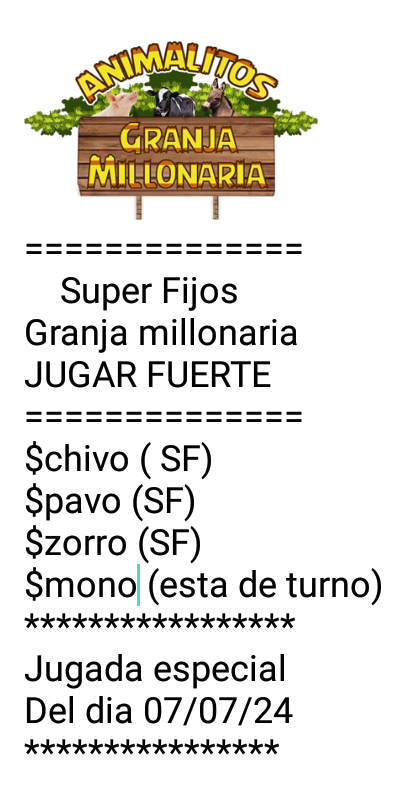 ANIMALITOS
GRANJA
MILLONARIA
==============
Super Fijos
Granja millonaria
JUGAR FUERTE
==============
$chivo ( SF)
$pavo (SF)
$zorro (SF)
$mono (esta de turno)
*****************
Jugada especial
Del dia 07/07/24
****************